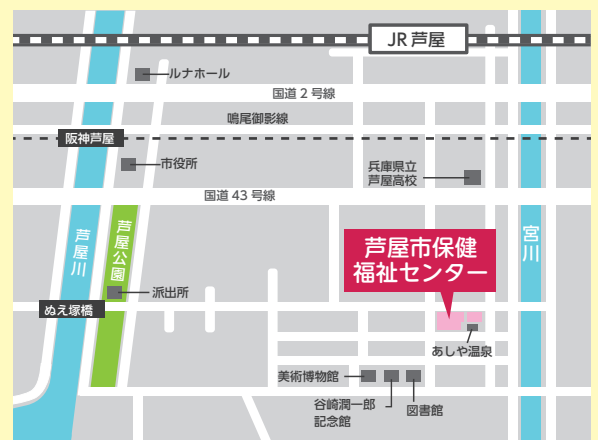 JR 芦屋
ルナホール
国道 2 号線
鳴尾御影線
阪神芦屋
市役所
兵庫県立
芦屋高校
国道 43 号線
芦屋川
芦屋公園
宮川
芦屋市保健
福祉センター
派出所
ぬえ塚橋
あしや温泉
美術博物館
谷崎潤一郎
記念館
図書館